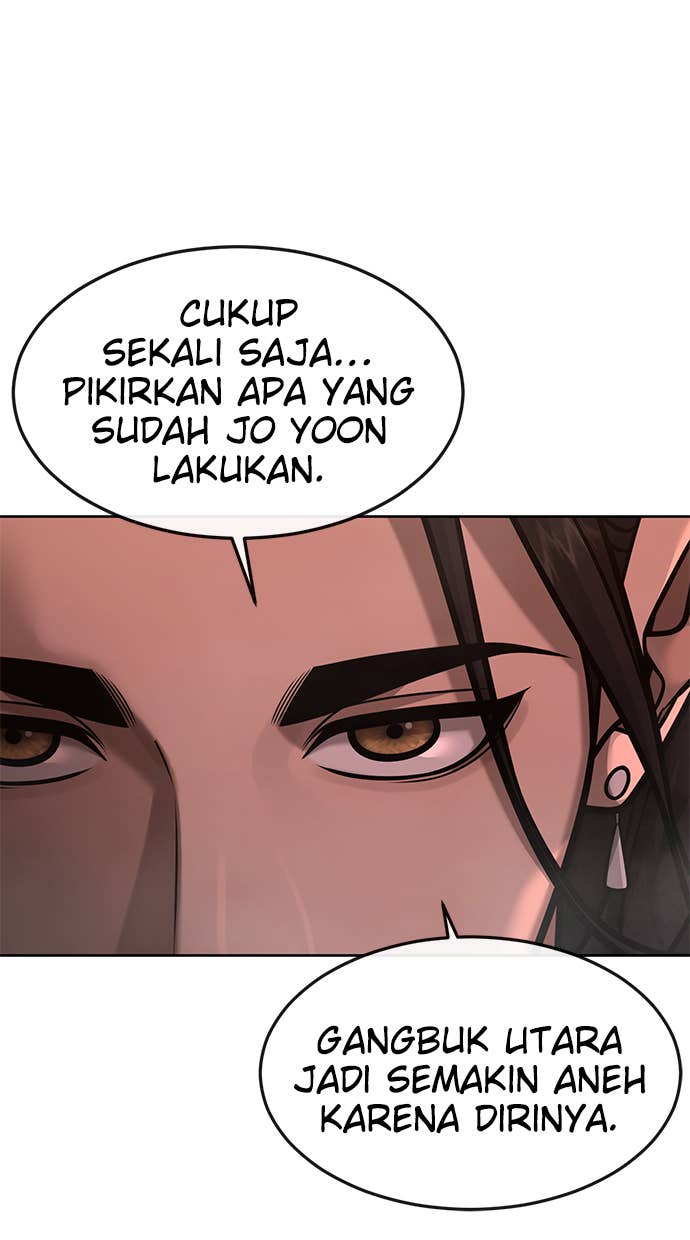 CUKUP
SEKALI SAJA...
PIKIRKAN APA YANG
SUDAH JO YOON
LAKUKAN.
GANGBUK UTARA
JADI SEMAKIN ANEH
KARENA DIRINYA.